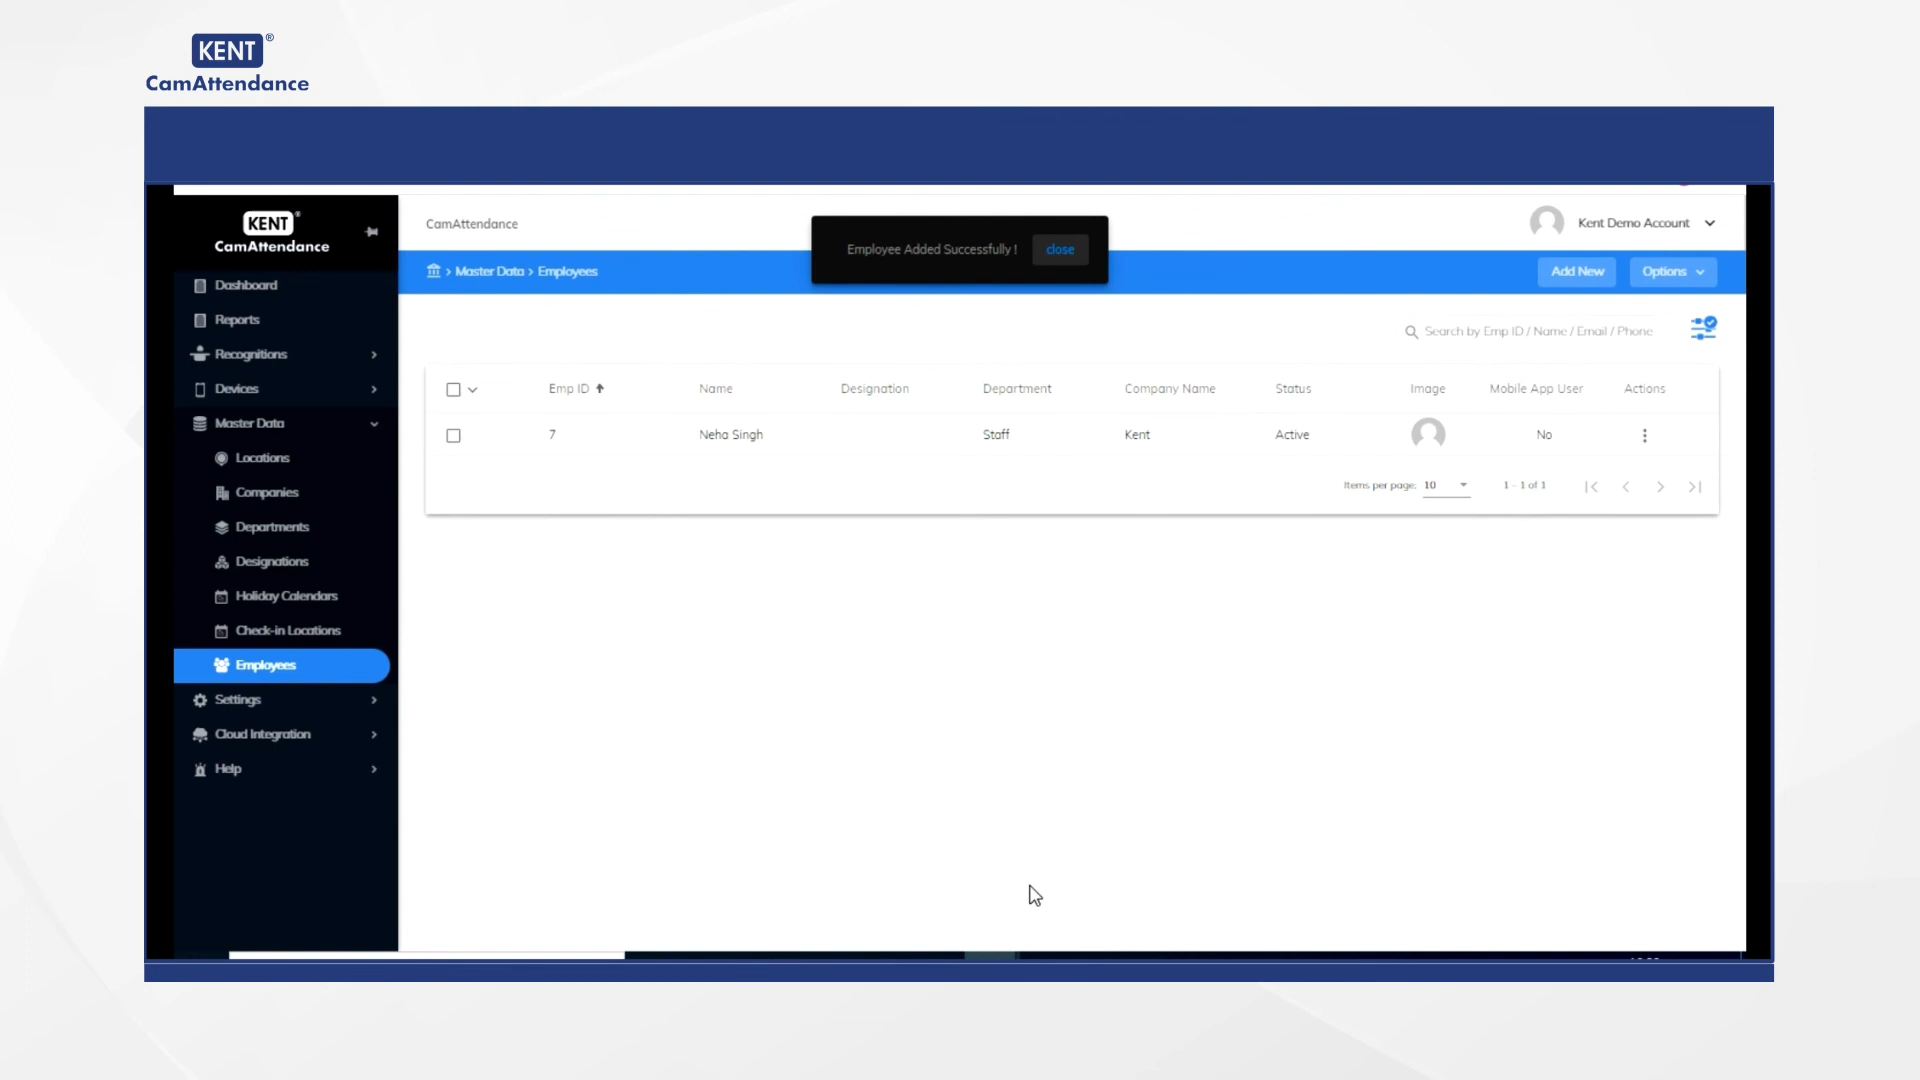 KENT®
CamAttendance
KENT®
CamAttendance
CamAttendance
Employee Added Successfully !
close
Kent Demo Account
> Master Data > Employees
Add New
Options
Dashboard
Reports
Recognitions
Devices
Master Data
Locations
Companies
Departments
Designations
Holiday Calendars
Check-in Locations
Employees
Settings
Cloud Integration
Help
Search by Emp ID / Name / Email / Phone
Emp ID Name Designation Department Company Name Status Image Mobile App User Actions
7 Neha Singh Staff Kent Active No
Items per page: 10 1 - 1 of 1